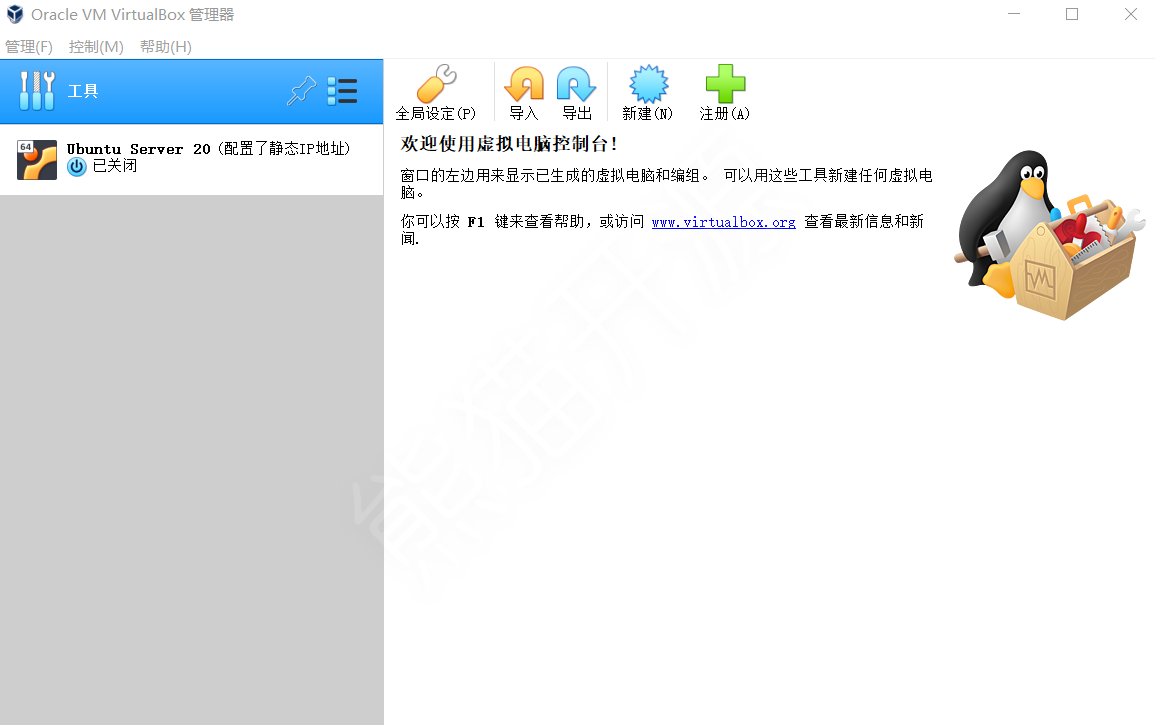 Oracle VM VirtualBox 管理器
管理(F) 控制(M) 帮助(H)
工具
全局设定(P) 导入 导出 新建(N) 注册(A)
64
Ubuntu Server 20 (配置了静态IP地址)
已关闭
欢迎使用虚拟电脑控制台!
窗口的左边用来显示已生成的虚拟电脑和编组。 可以用这些工具新建任何虚拟电
脑。
你可以按 F1 键来查看帮助，或访问 www.virtualbox.org 查看最新信息和新
闻.
熊猫开源